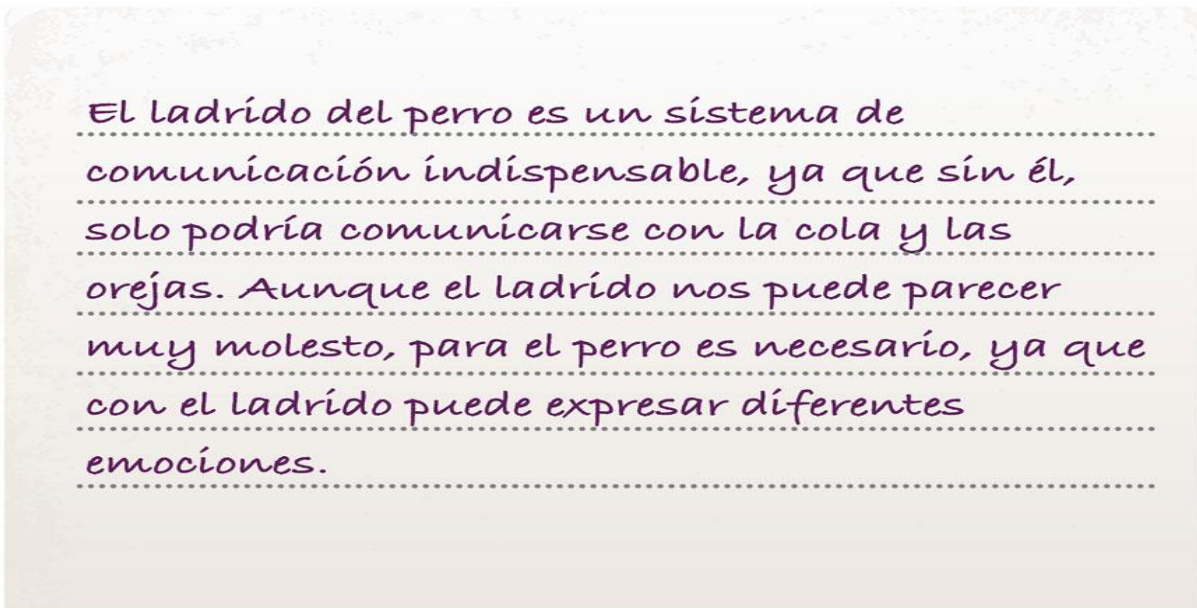 El ladrido del perro es un sistema de
comunicación indispensable, ya que sin él,
solo podría comunicarse con la cola y las
orejas. Aunque el ladrido nos puede parecer
muy molesto, para el perro es necesario, ya que
con el ladrido puede expresar diferentes
emociones.